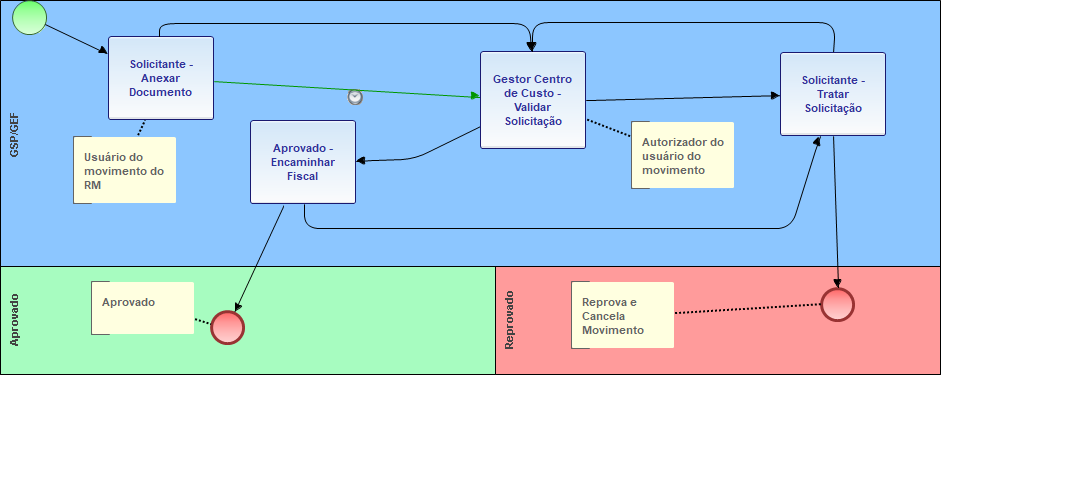 GSP/GEF
Solicitante -
Anexar
Documento
Usuário do
movimento do
RM
Aprovado -
Encaminhar
Fiscal
Gestor Centro
de Custo -
Validar
Solicitação
Autorizador do
usuário do
movimento
Solicitante -
Tratar
Solicitação
Aprovado
Aprovado
Reprovado
Reprova e
Cancela
Movimento